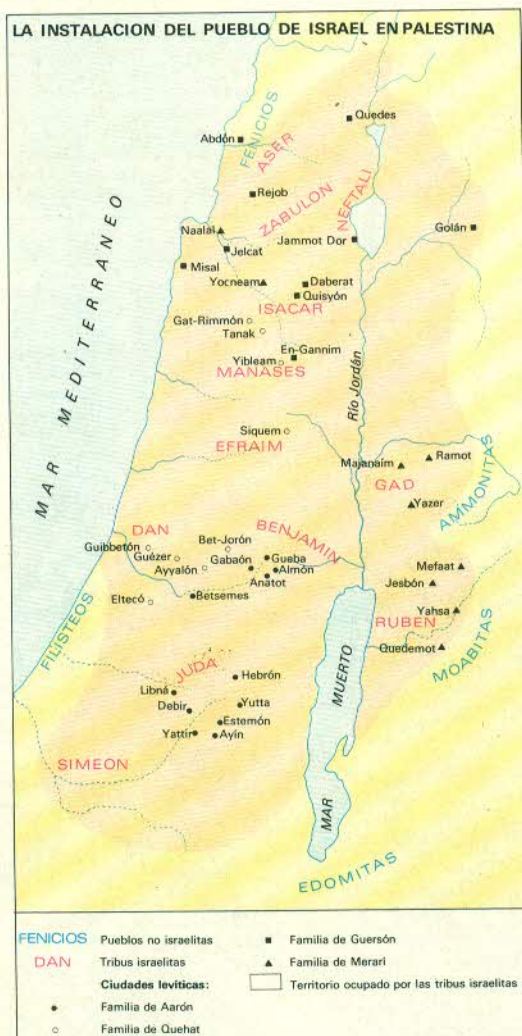 LA INSTALACION DEL PUEBLO DE ISRAEL EN PALESTINA
FENICIOS
Quedes
Abdón
ASER
Rejob
ZABULON
NEFTALI
Naalal
Jelcat
Jammot Dor
Golán
Misal
Yocneam
Daberat
Quisyón
ISACAR
Gat-Rimmón
Tanak
En-Gannim
Yibleam
MANASES
MAR MEDITERRANEO
Río Jordán
Siquem
EFRAIM
Majanaím
Ramot
GAD
Yazer
AMMONITAS
DAN
BENJAMIN
Guibbetón
Bet-Jorón
Guézer
Gabaón
Gueba
Ayyalón
Almón
Anatot
Mefaat
Jesbón
Eltecó
Betsemes
Yahsa
RUBEN
Quedemot
MOABITAS
FILISTEOS
JUDA
Hebrón
Libná
Debir
Yutta
Estemón
Yattir
Ayín
SIMEON
MAR MUERTO
EDOMITAS
FENICIOS Pueblos no israelitas
DAN Tribus israelitas
Ciudades levíticas:
Familia de Aarón
Familia de Quehat
Familia de Guersón
Familia de Merari
Territorio ocupado por las tribus israelitas